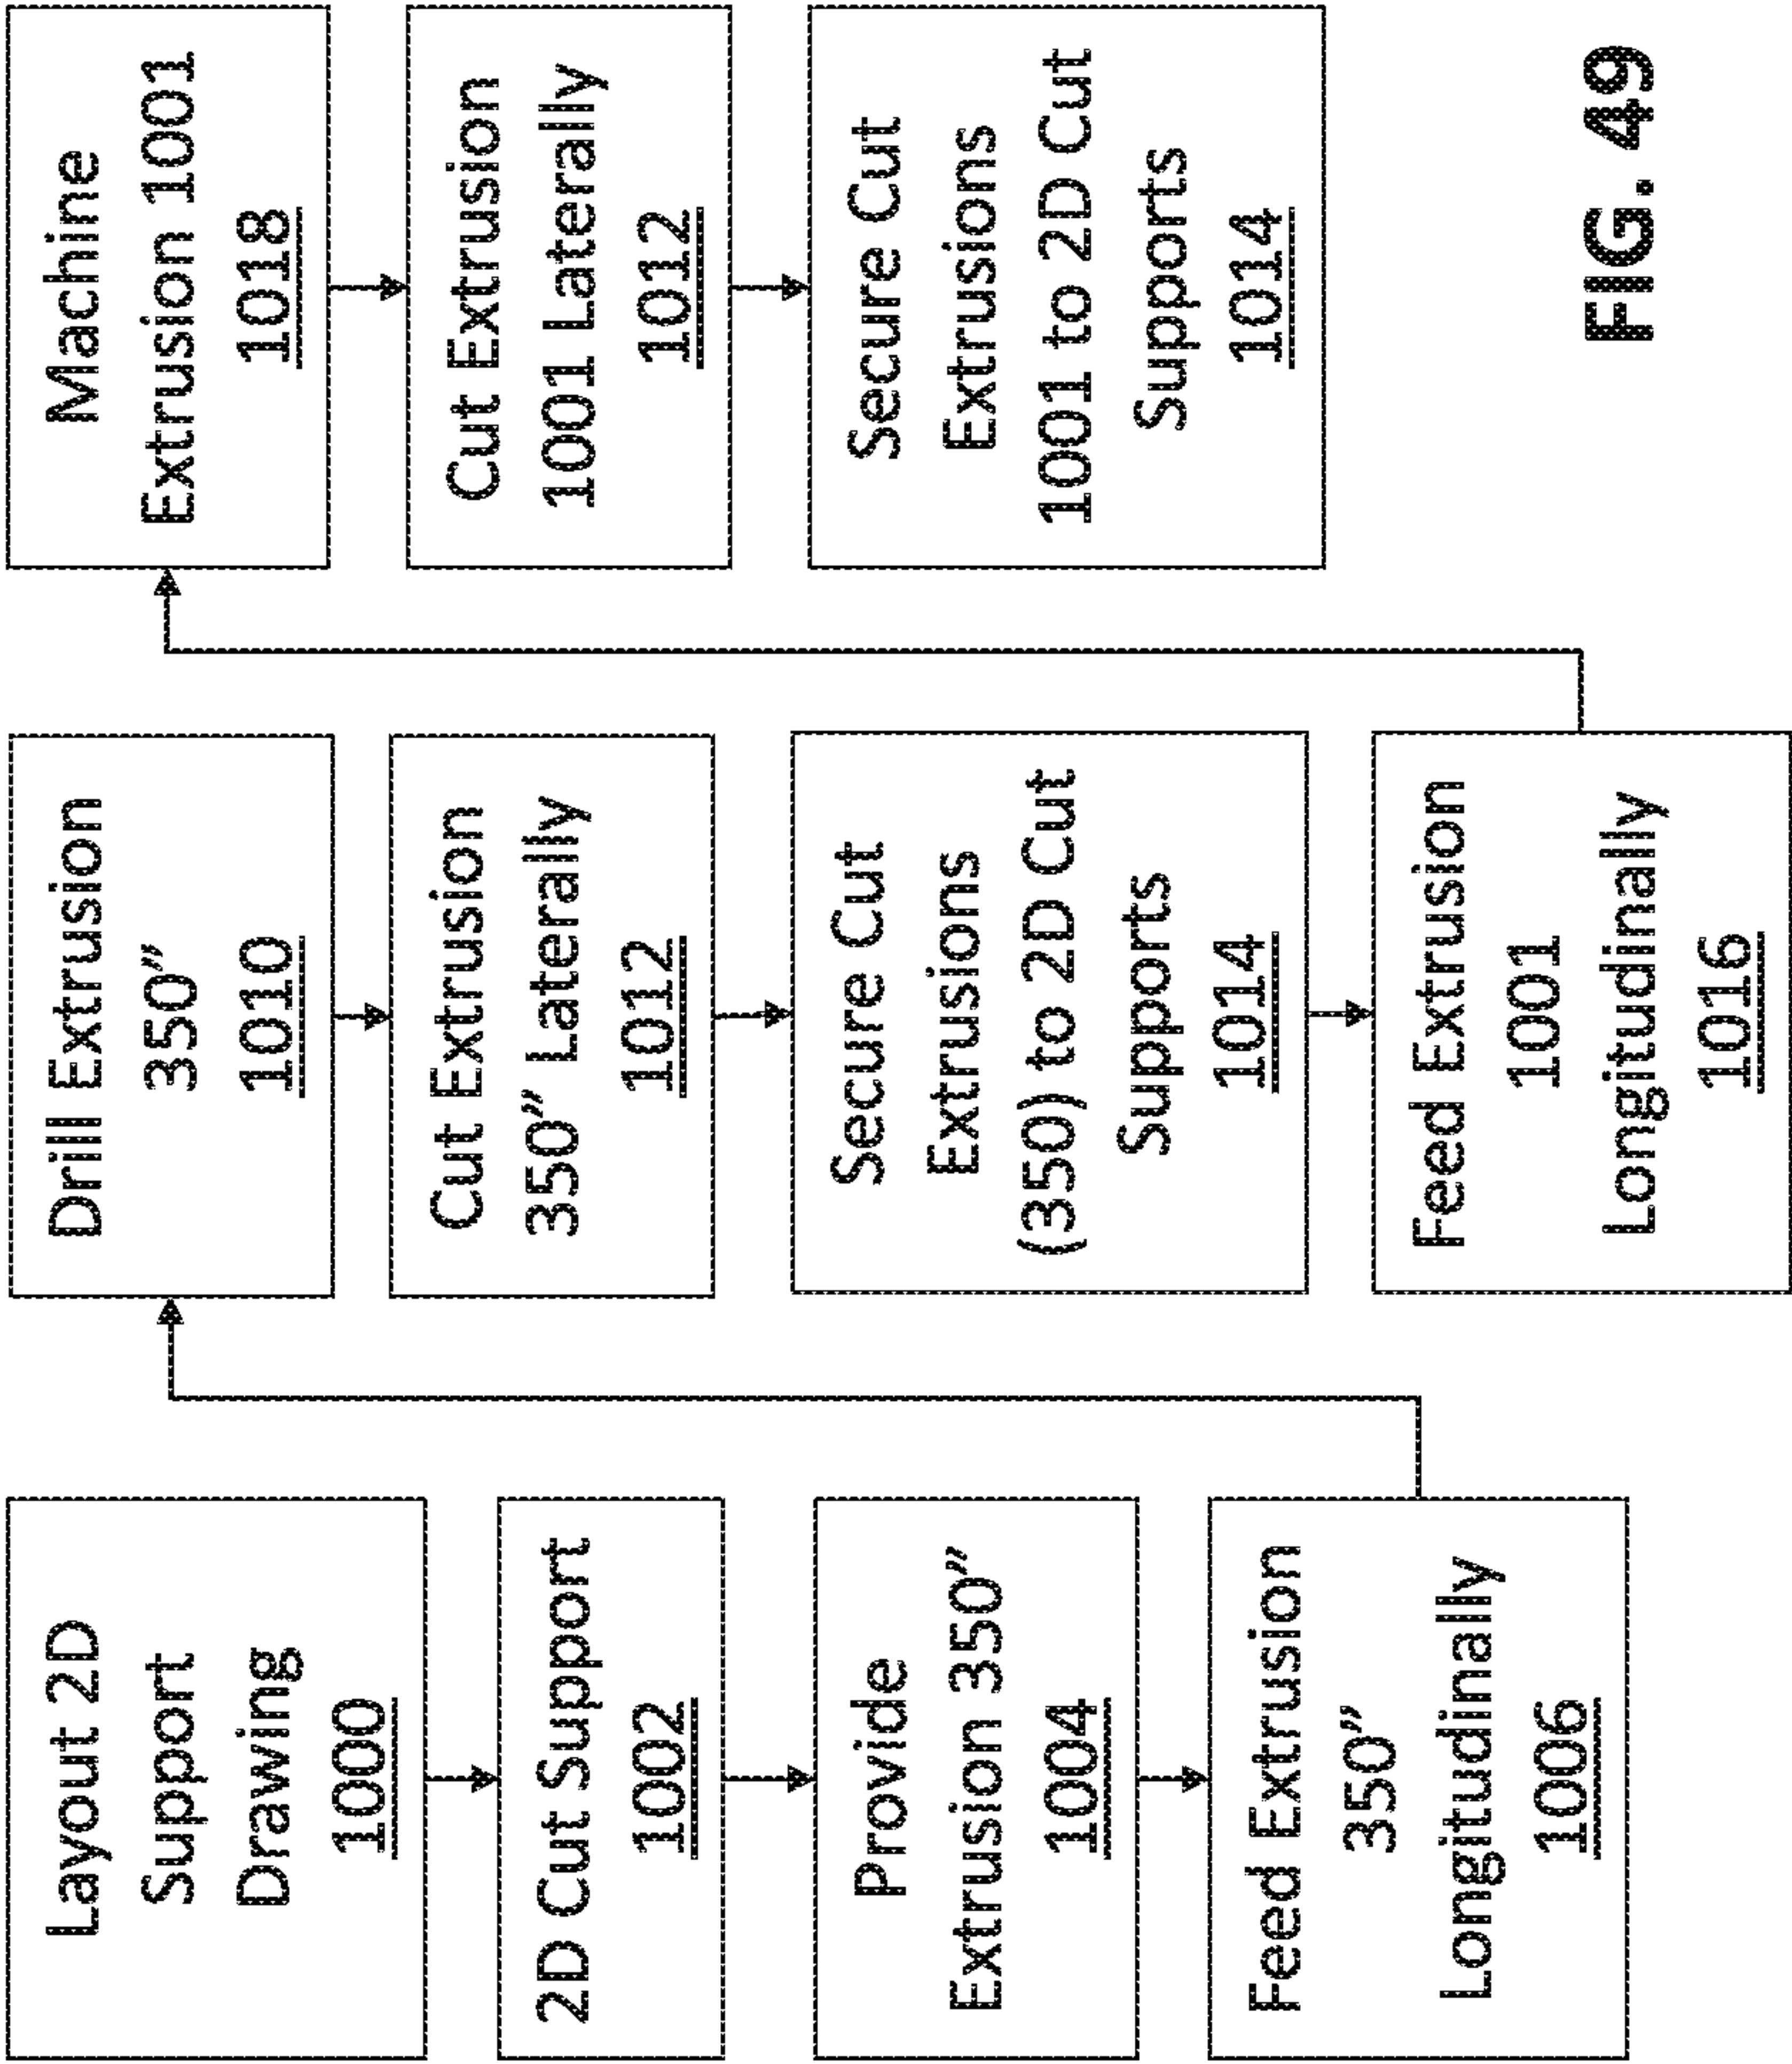 Layout 2D
Support
Drawing
1000
2D Cut Support
1002
Provide
Extrusion 350”
1004
Feed Extrusion
350”
Longitudinally
1006
Drill Extrusion
350”
1010
Cut Extrusion
350” Laterally
1012
Secure Cut
Extrusions
(350) to 2D Cut
Supports
1014
Feed Extrusion
1001
Longitudinally
1016
Machine
Extrusion 1001
1018
Cut Extrusion
1001 Laterally
1012
Secure Cut
Extrusions
1001 to 2D Cut
Supports
1014
FIG. 49